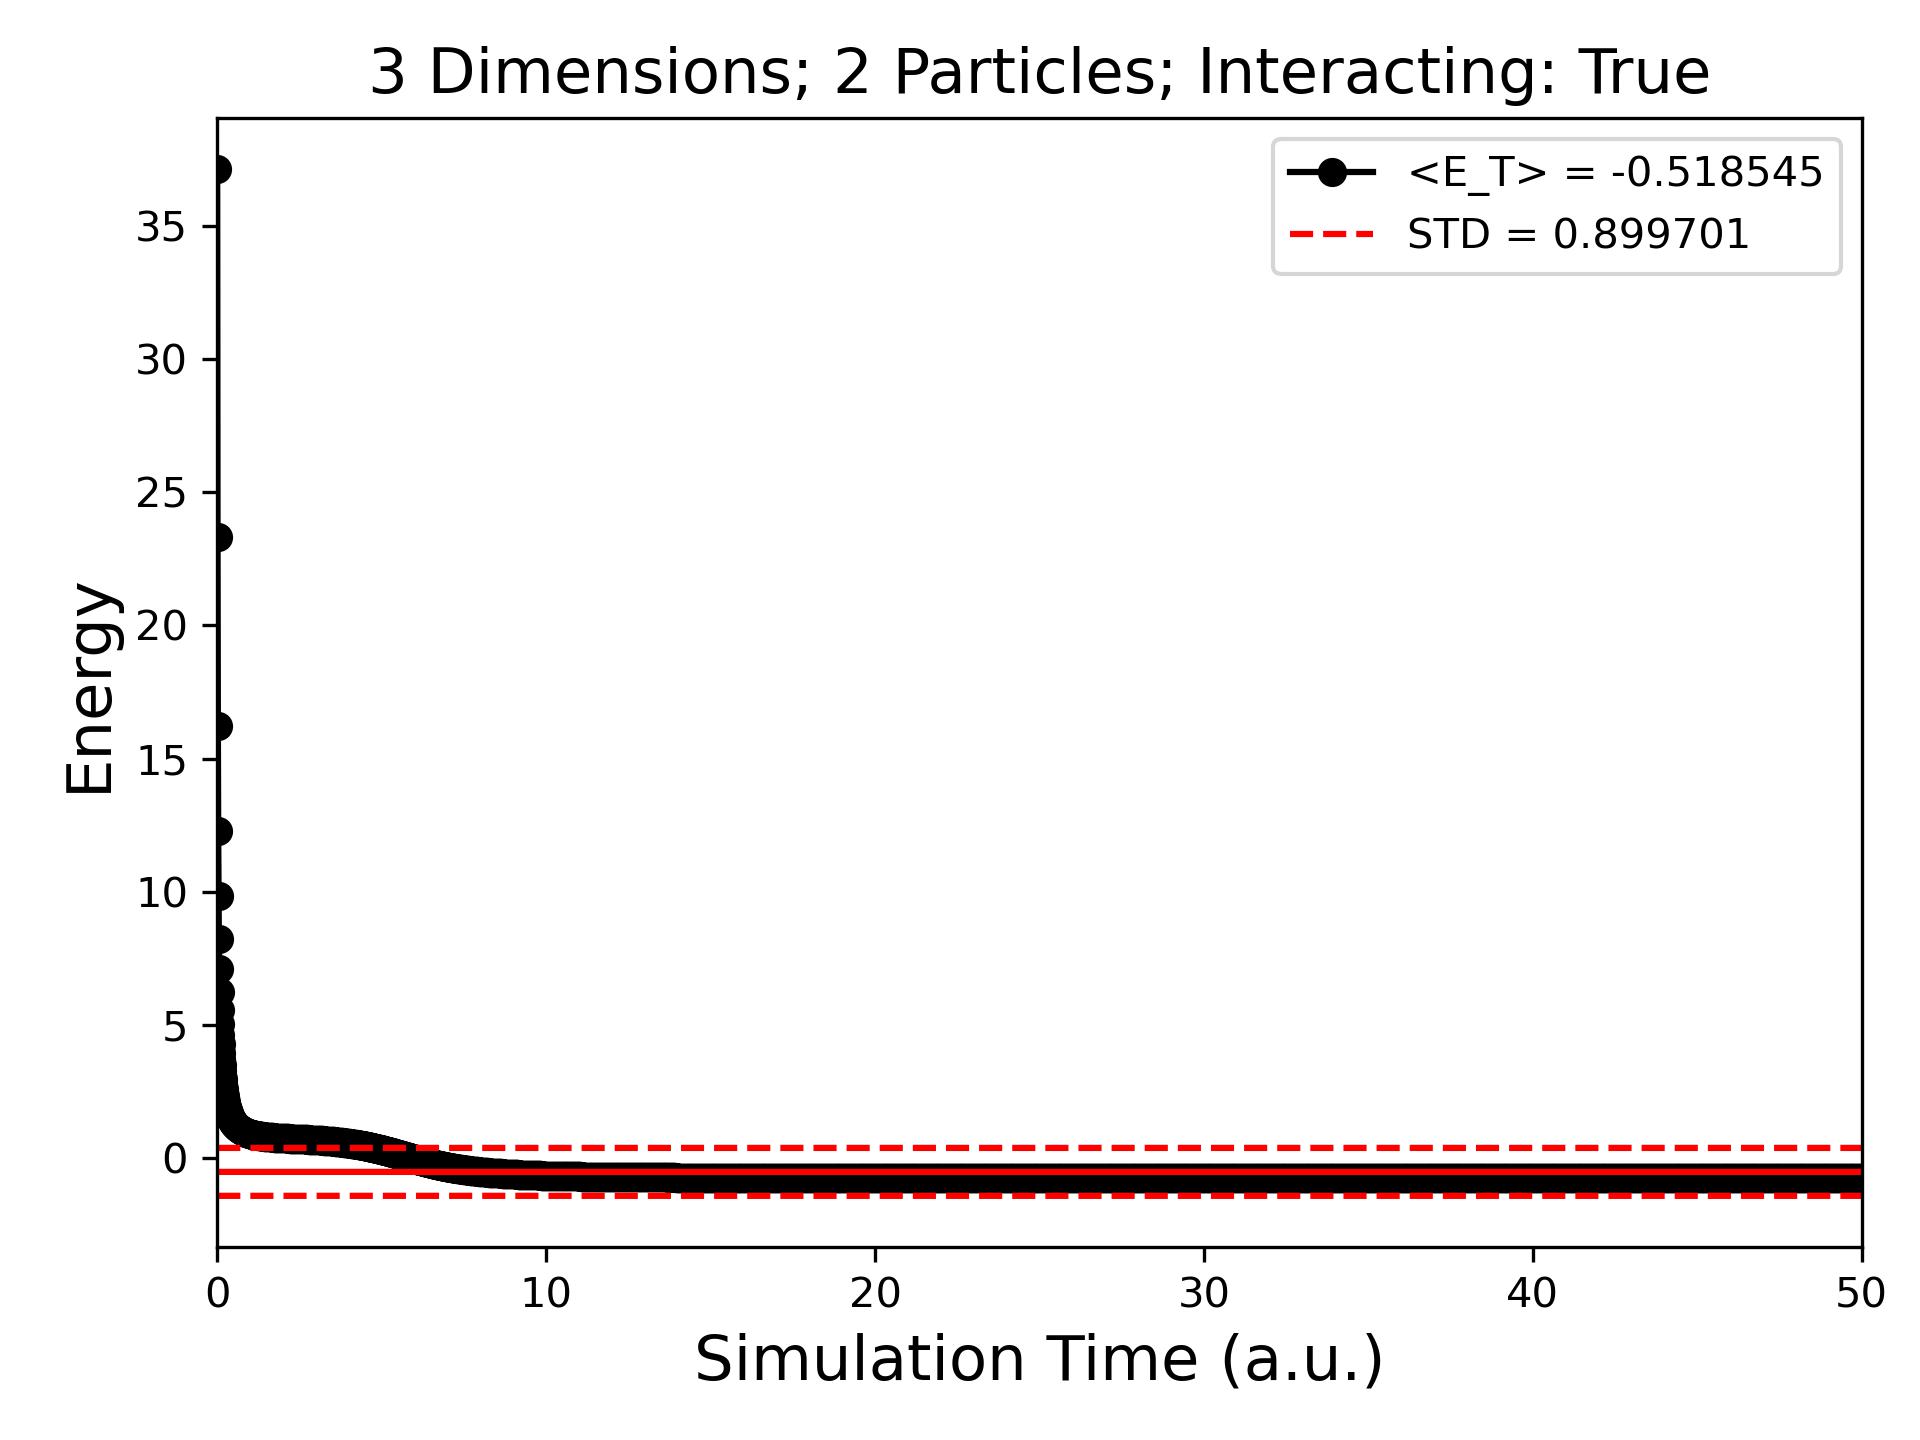 3 Dimensions; 2 Particles; Interacting: True
<E_T> = -0.518545
STD = 0.899701
Energy
35
30
25
20
15
10
5
0
0 10 20 30 40 50
Simulation Time (a.u.)